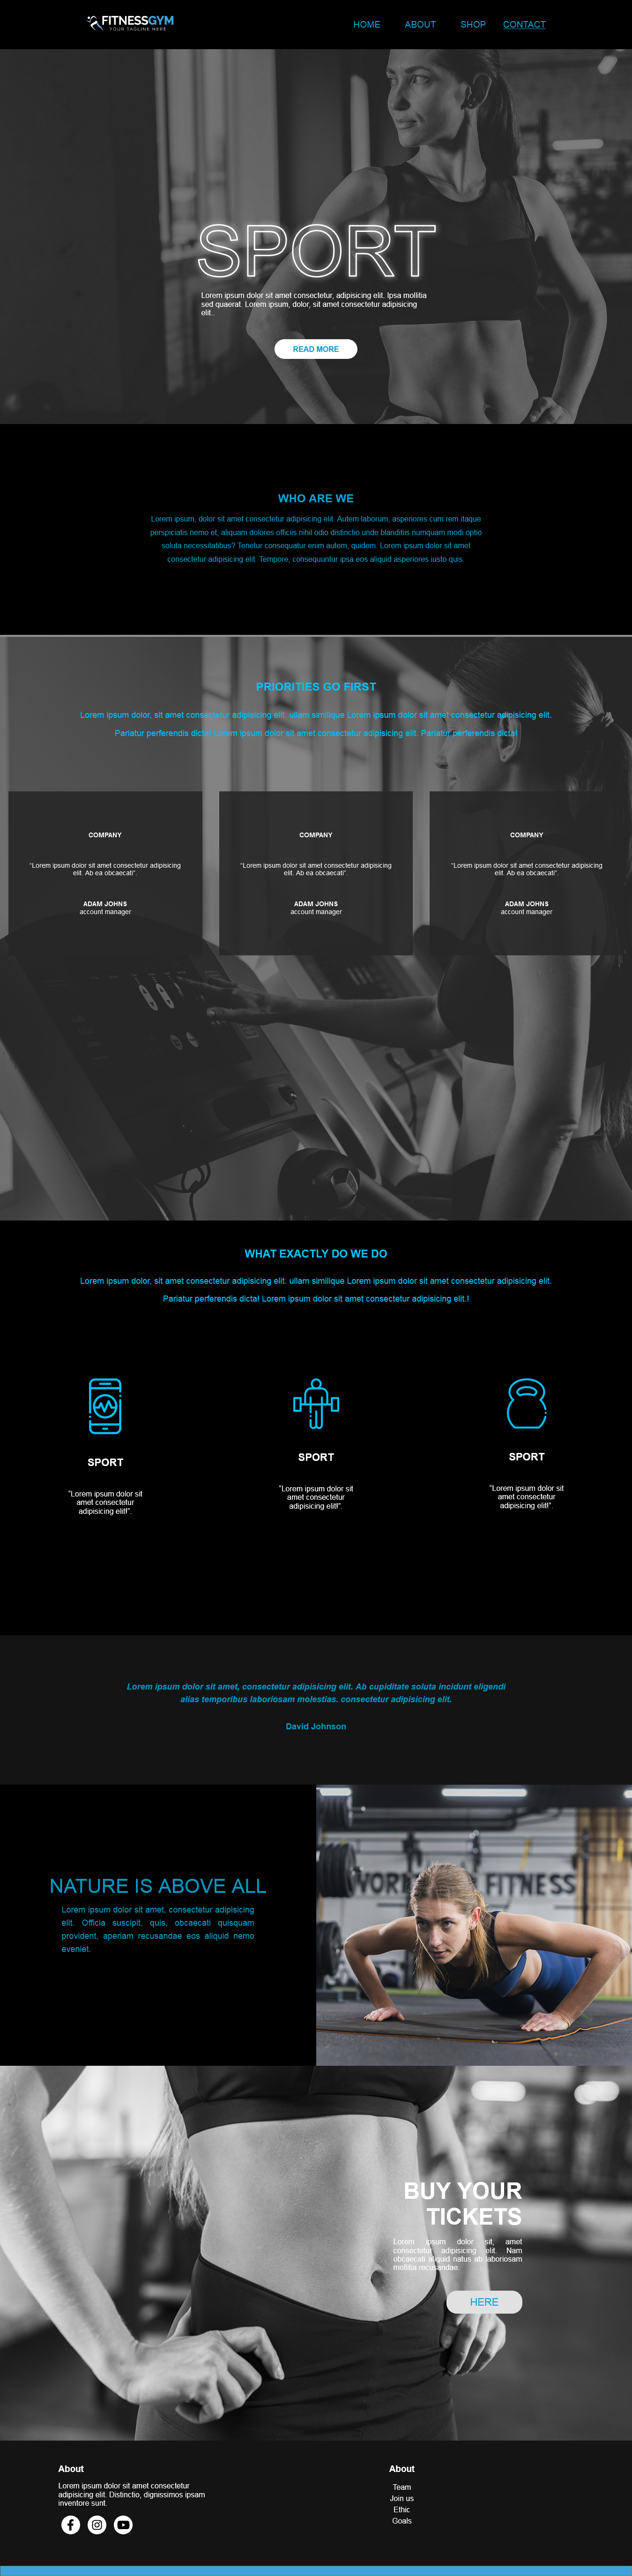 FITNESSGYM
YOUR TAGLINE HERE
HOME ABOUT SHOP CONTACT
SPORT
Lorem ipsum dolor sit amet consectetur, adipisicing elit. Ipsa mollitia
sed quaerat. Lorem ipsum, dolor, sit amet consectetur adipisicing
elit..
READ MORE
WHO ARE WE
Lorem ipsum, dolor sit amet consectetur adipisicing elit. Autem laborum, asperiores cum rem itaque
perspiciatis nemo et, aliquam dolores officiis nihil odio distinctio unde blanditiis numquam modi optio
soluta necessitatibus? Tenetur consequatur enim autem, quidem. Lorem ipsum dolor sit amet
consectetur adipisicing elit. Tempore, consequuntur ipsa eos aliquid asperiores iusto quis.
PRIORITIES GO FIRST
Lorem ipsum dolor, sit amet consectetur adipisicing elit. ullam similique Lorem ipsum dolor sit amet consectetur adipisicing elit.
Pariatur perferendis dicta! Lorem ipsum dolor sit amet consectetur adipisicing elit. Pariatur perferendis dicta!
COMPANY
"Lorem ipsum dolor sit amet consectetur adipisicing
elit. Ab ea obcaecati".
ADAM JOHNS
account manager
COMPANY
"Lorem ipsum dolor sit amet consectetur adipisicing
elit. Ab ea obcaecati".
ADAM JOHNS
account manager
COMPANY
"Lorem ipsum dolor sit amet consectetur adipisicing
elit. Ab ea obcaecati".
ADAM JOHNS
account manager
WHAT EXACTLY DO WE DO
Lorem ipsum dolor, sit amet consectetur adipisicing elit. ullam similique Lorem ipsum dolor sit amet consectetur adipisicing elit.
Pariatur perferendis dicta! Lorem ipsum dolor sit amet consectetur adipisicing elit.!
SPORT
"Lorem ipsum dolor sit
amet consectetur
adipisicing elit!".
SPORT
"Lorem ipsum dolor sit
amet consectetur
adipisicing elit!".
SPORT
"Lorem ipsum dolor sit
amet consectetur
adipisicing elit!".
Lorem ipsum dolor sit amet, consectetur adipisicing elit. Ab cupiditate soluta incidunt eligendi
alias temporibus laboriosam molestias. consectetur adipisicing elit.
David Johnson
NATURE IS ABOVE ALL
Lorem ipsum dolor sit amet, consectetur adipisicing
elit. Officia suscipit, quis, obcaecati quisquam
provident, aperiam recusandae eos aliquid nemo
eveniet.
FITNESS
BUY YOUR
TICKETS
Lorem ipsum dolor sit, amet
consectetur adipisicing elit. Nam
obcaecati aliquid natus ab laboriosam
mollitia recusandae.
HERE
About
Lorem ipsum dolor sit amet consectetur
adipisicing elit. Distinctio, dignissimos ipsam
inventore sunt.
About
Team
Join us
Ethic
Goals